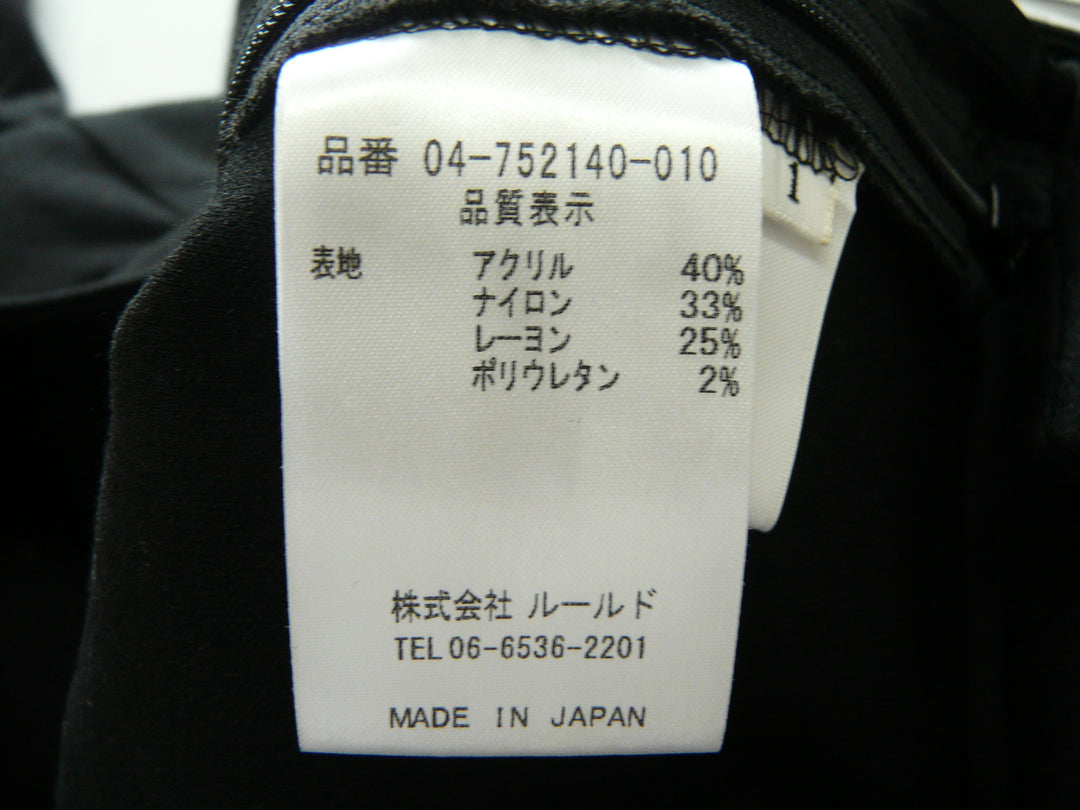 品番 04-752140-010
品質表示
表地 アクリル 40%
ナイロン 33%
レーヨン 25%
ポリウレタン 2%
株式会社 ルールド
TEL 06-6536-2201
MADE IN JAPAN
1